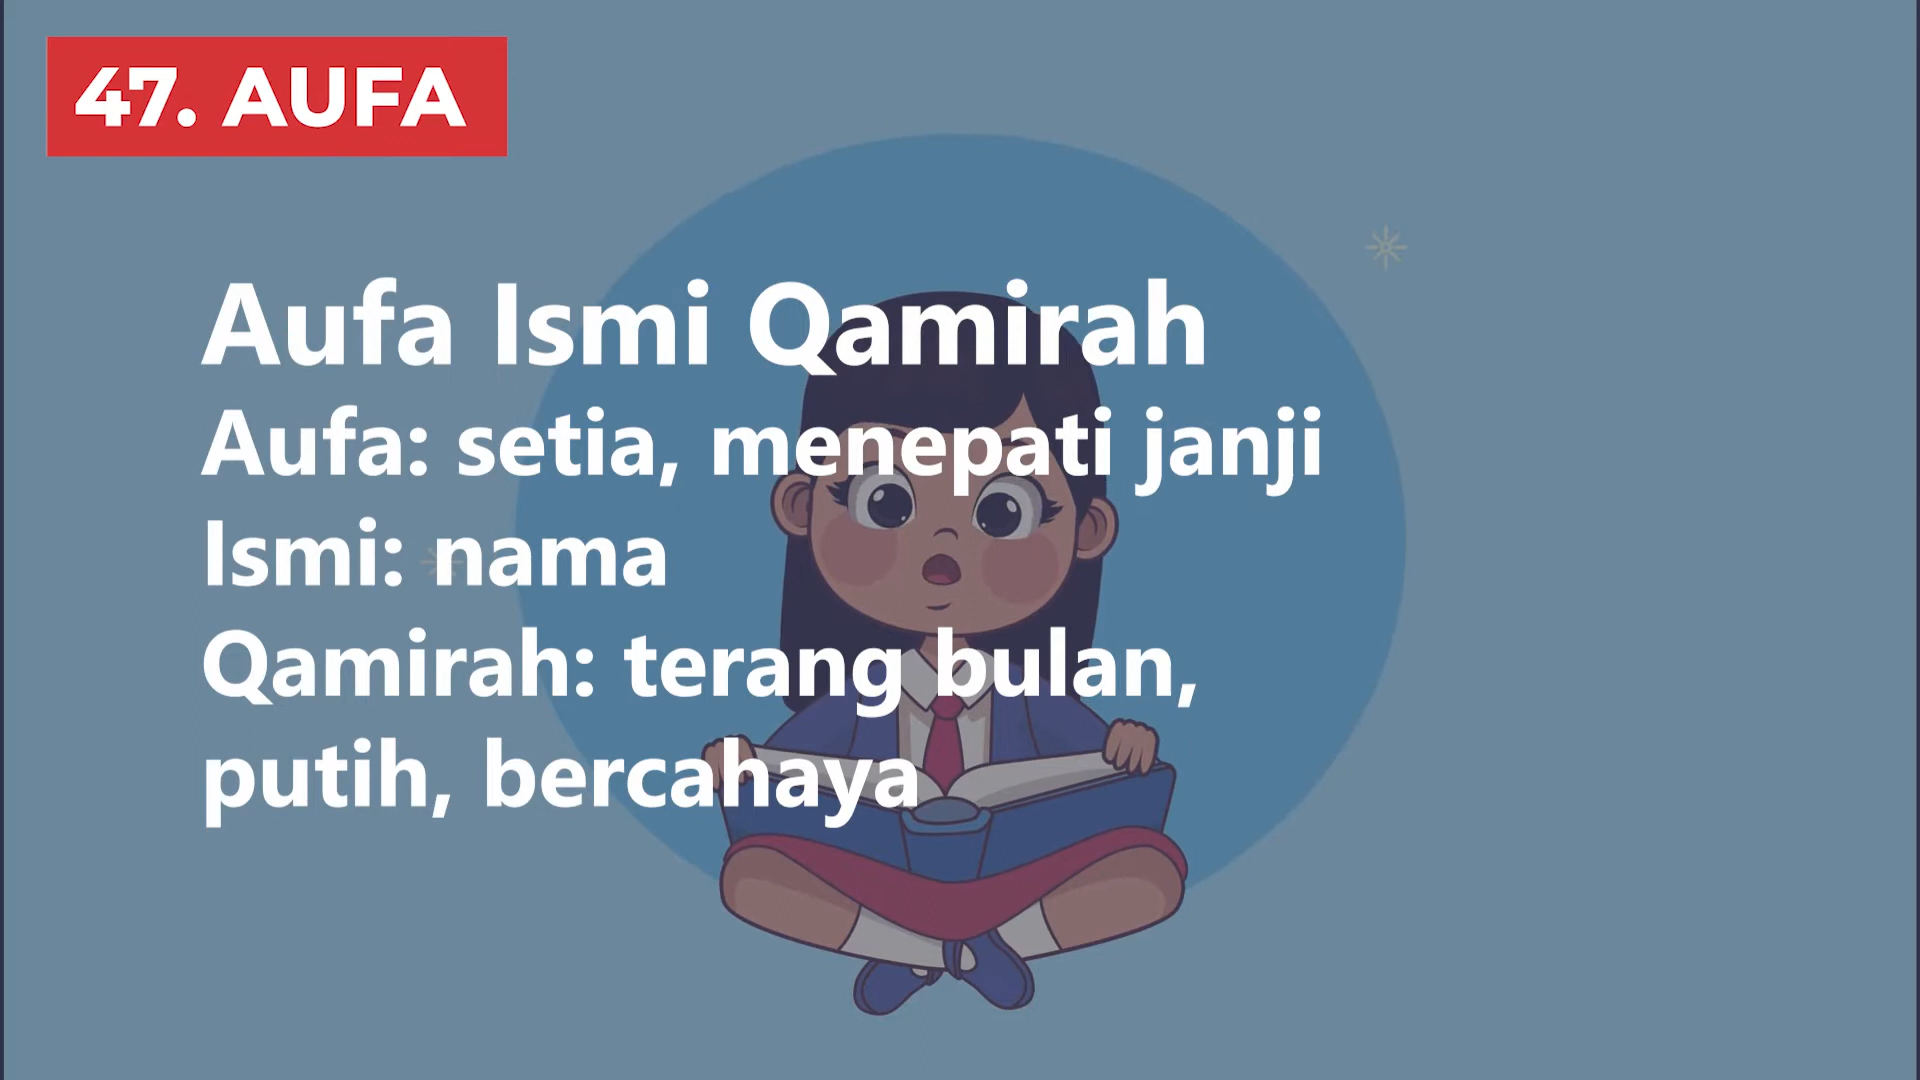 47. AUFA
Aufa Ismi Qamirah
Aufa: setia, menepati janji
Ismi: nama
Qamirah: terang bulan,
putih, bercahaya